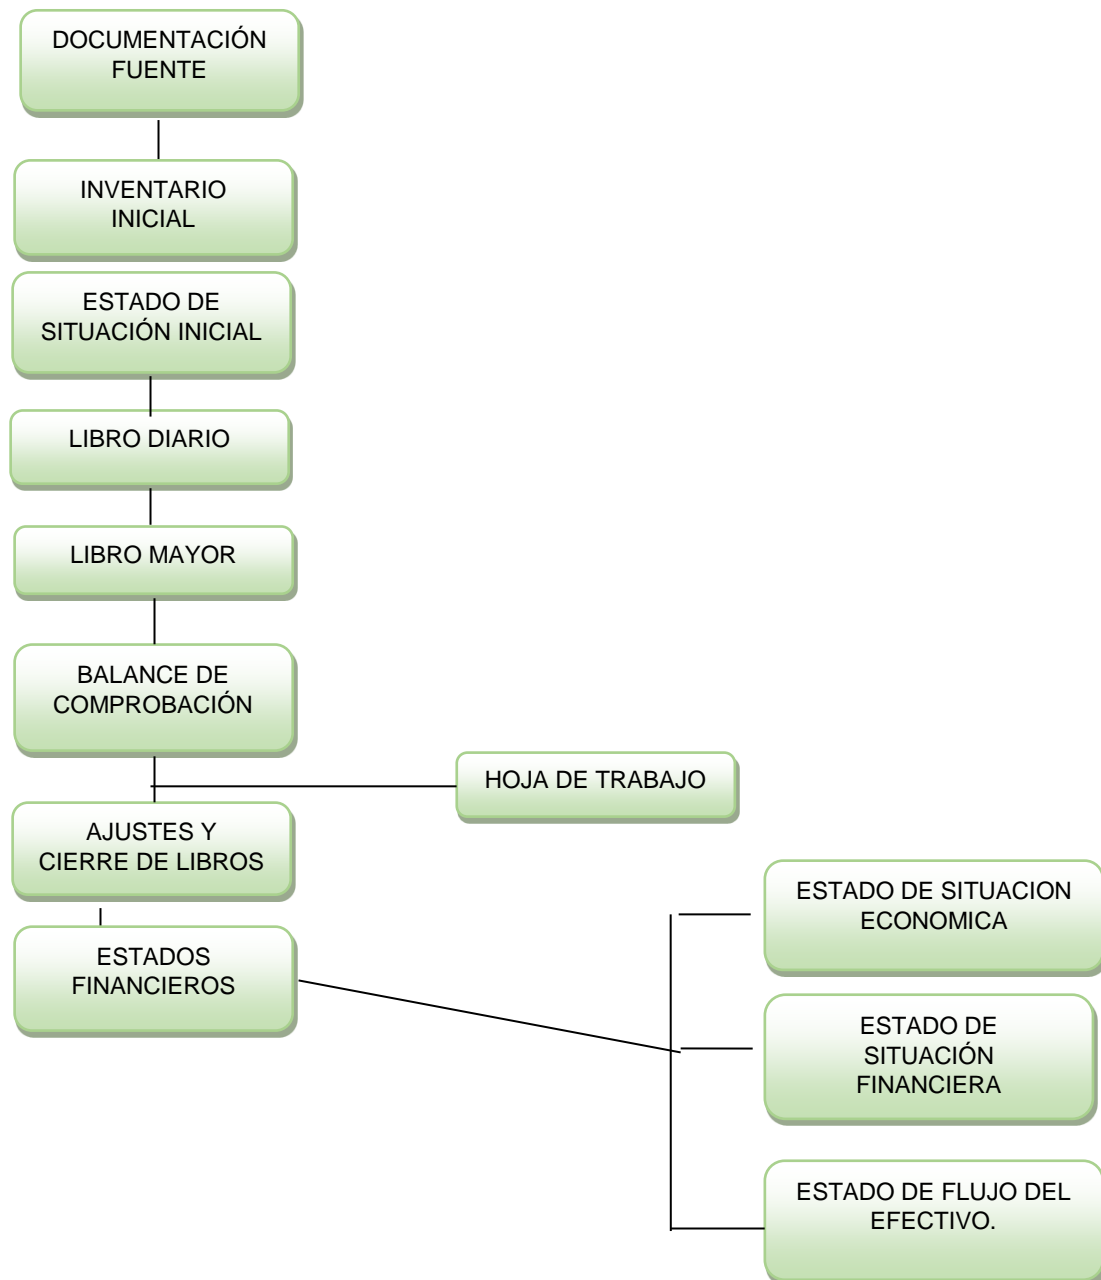 DOCUMENTACIÓN
FUENTE
INVENTARIO
INICIAL
ESTADO DE
SITUACIÓN INICIAL
LIBRO DIARIO
LIBRO MAYOR
BALANCE DE
COMPROBACIÓN
HOJA DE TRABAJO
AJUSTES Y
CIERRE DE LIBROS
ESTADOS
FINANCIEROS
ESTADO DE SITUACION
ECONOMICA
ESTADO DE
SITUACIÓN
FINANCIERA
ESTADO DE FLUJO DEL
EFECTIVO.